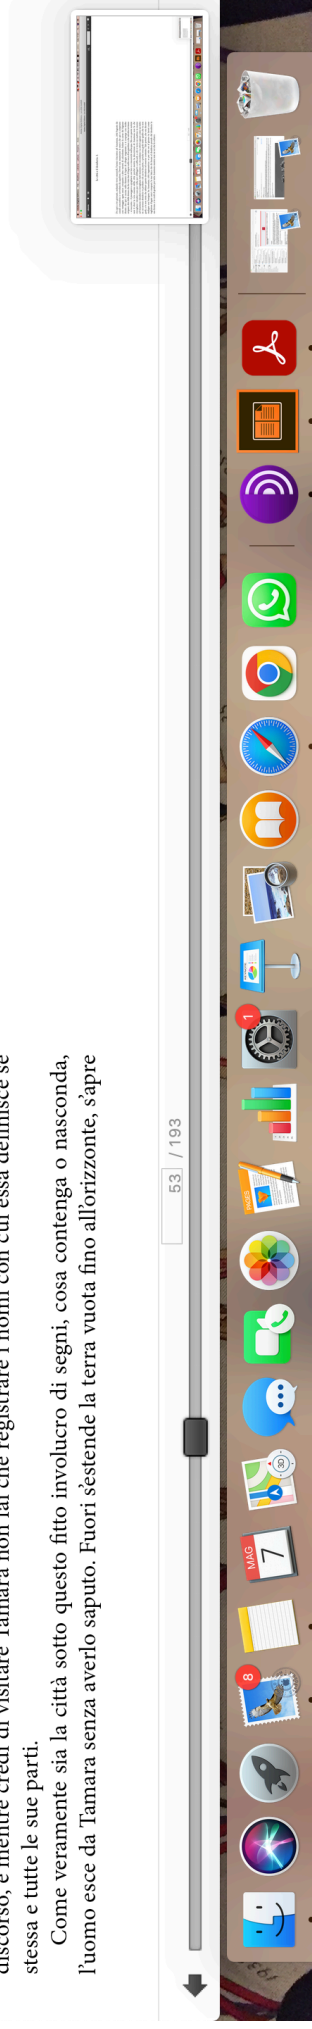 discorso, e mentre credi di visitare Tamara non fai che registrare i nomi con cui essa definisce se
stessa e tutte le sue parti.
Come veramente sia la città sotto questo fitto involucro di segni, cosa contenga o nasconda,
l'uomo esce da Tamara senza averlo saputo. Fuori s'estende la terra vuota fino all'orizzonte, s'apre
53 / 193
8
MAG
7
3D
PAGES
1